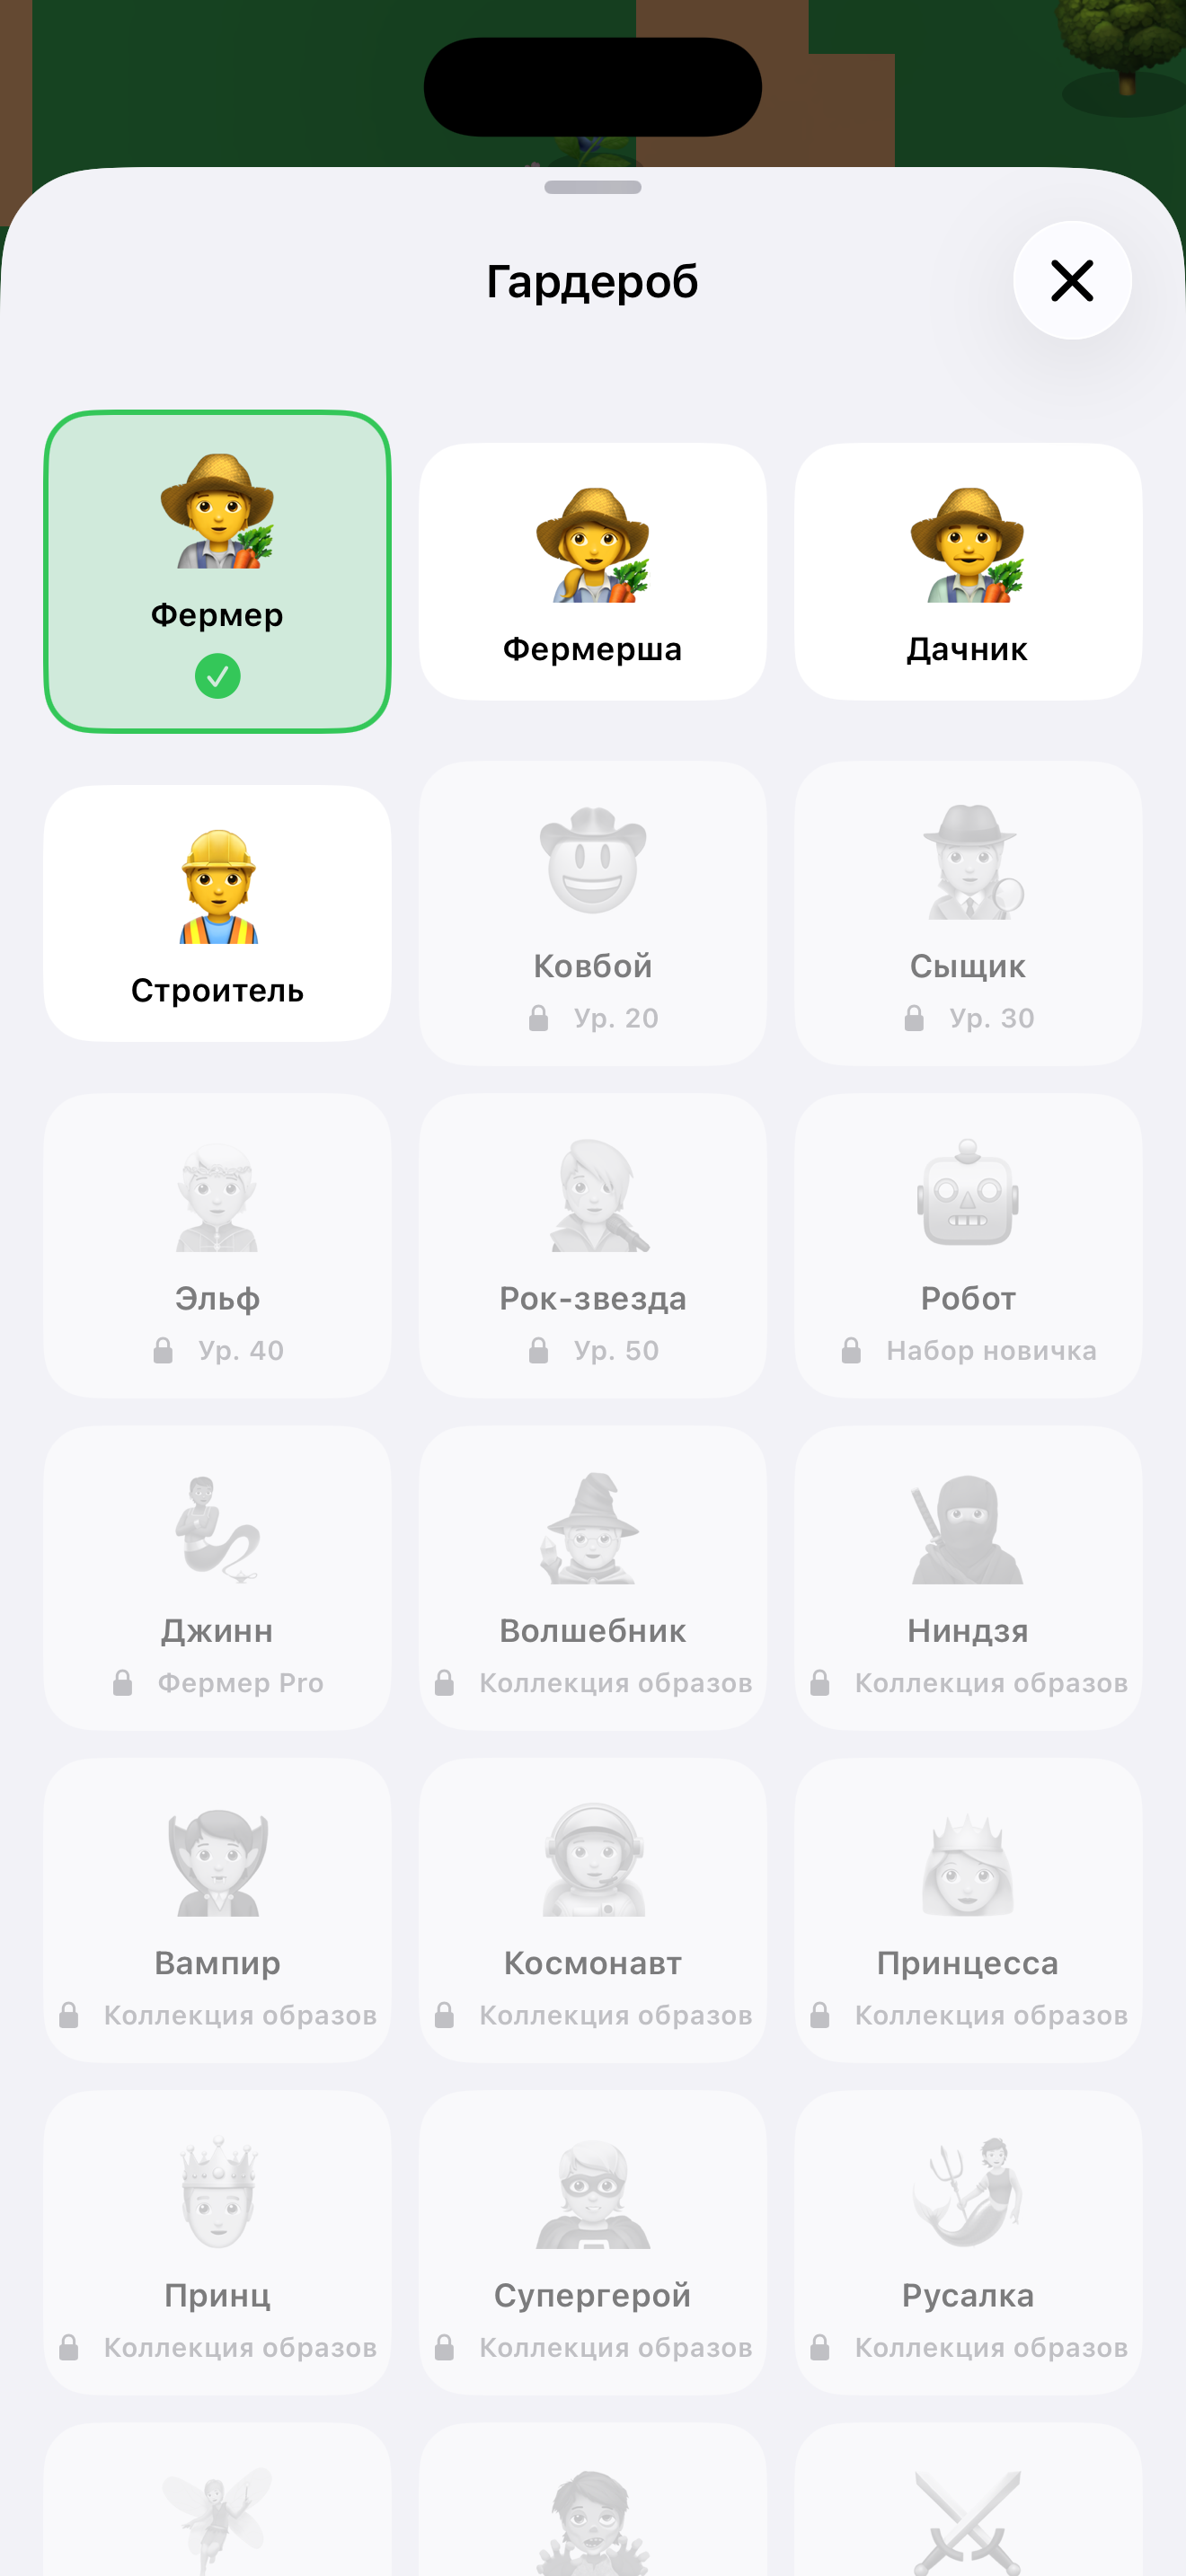 Гардероб
Фермер
Фермерша
Дачник
Строитель
Ковбой
Ур. 20
Сыщик
Ур. 30
Эльф
Ур. 40
Рок-звезда
Ур. 50
Робот
Набор новичка
Джинн
Фермер Pro
Волшебник
Коллекция образов
Ниндзя
Коллекция образов
Вампир
Коллекция образов
Космонавт
Коллекция образов
Принцесса
Коллекция образов
Принц
Коллекция образов
Супергерой
Коллекция образов
Русалка
Коллекция образов